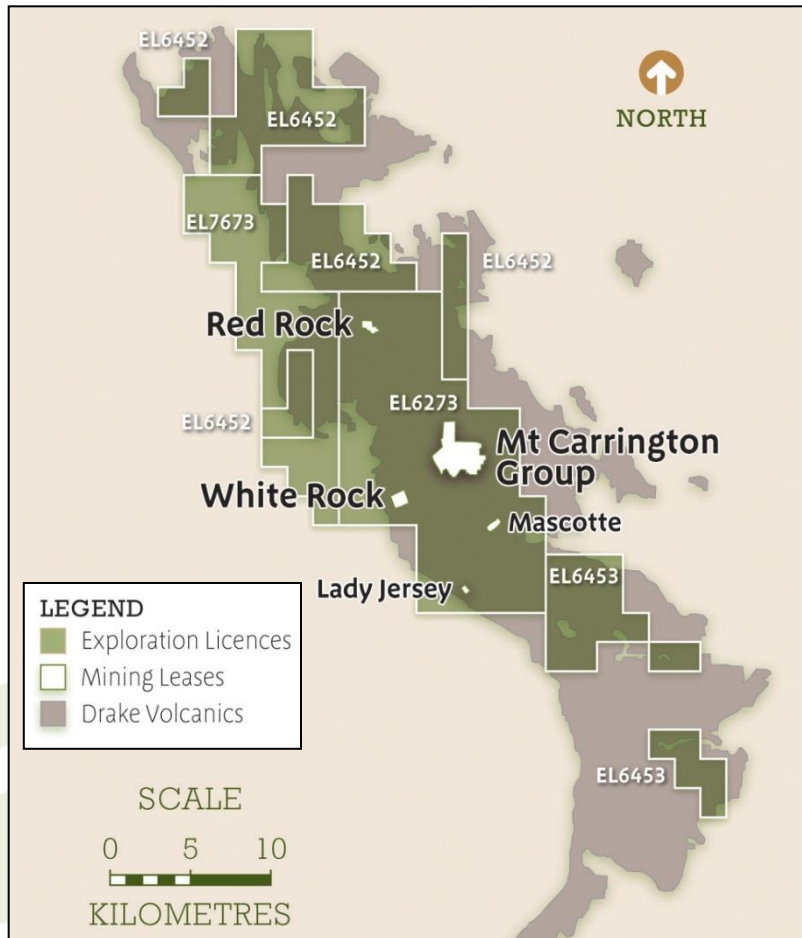 EL6452
EL6452
NORTH
EL7673
EL6452
EL6452
Red Rock
EL6273
EL6452
Mt Carrington
Group
White Rock
Mascotte
EL6453
Lady Jersey
LEGEND
Exploration Licences
Mining Leases
Drake Volcanics
EL6453
SCALE
0 5 10
KILOMETRES